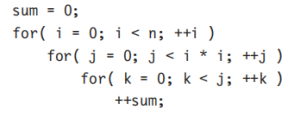 sum = 0;
for( i = 0; i < n; ++i )
for( j = 0; j < i * i; ++j )
for( k = 0; k < j; ++k )
++sum;